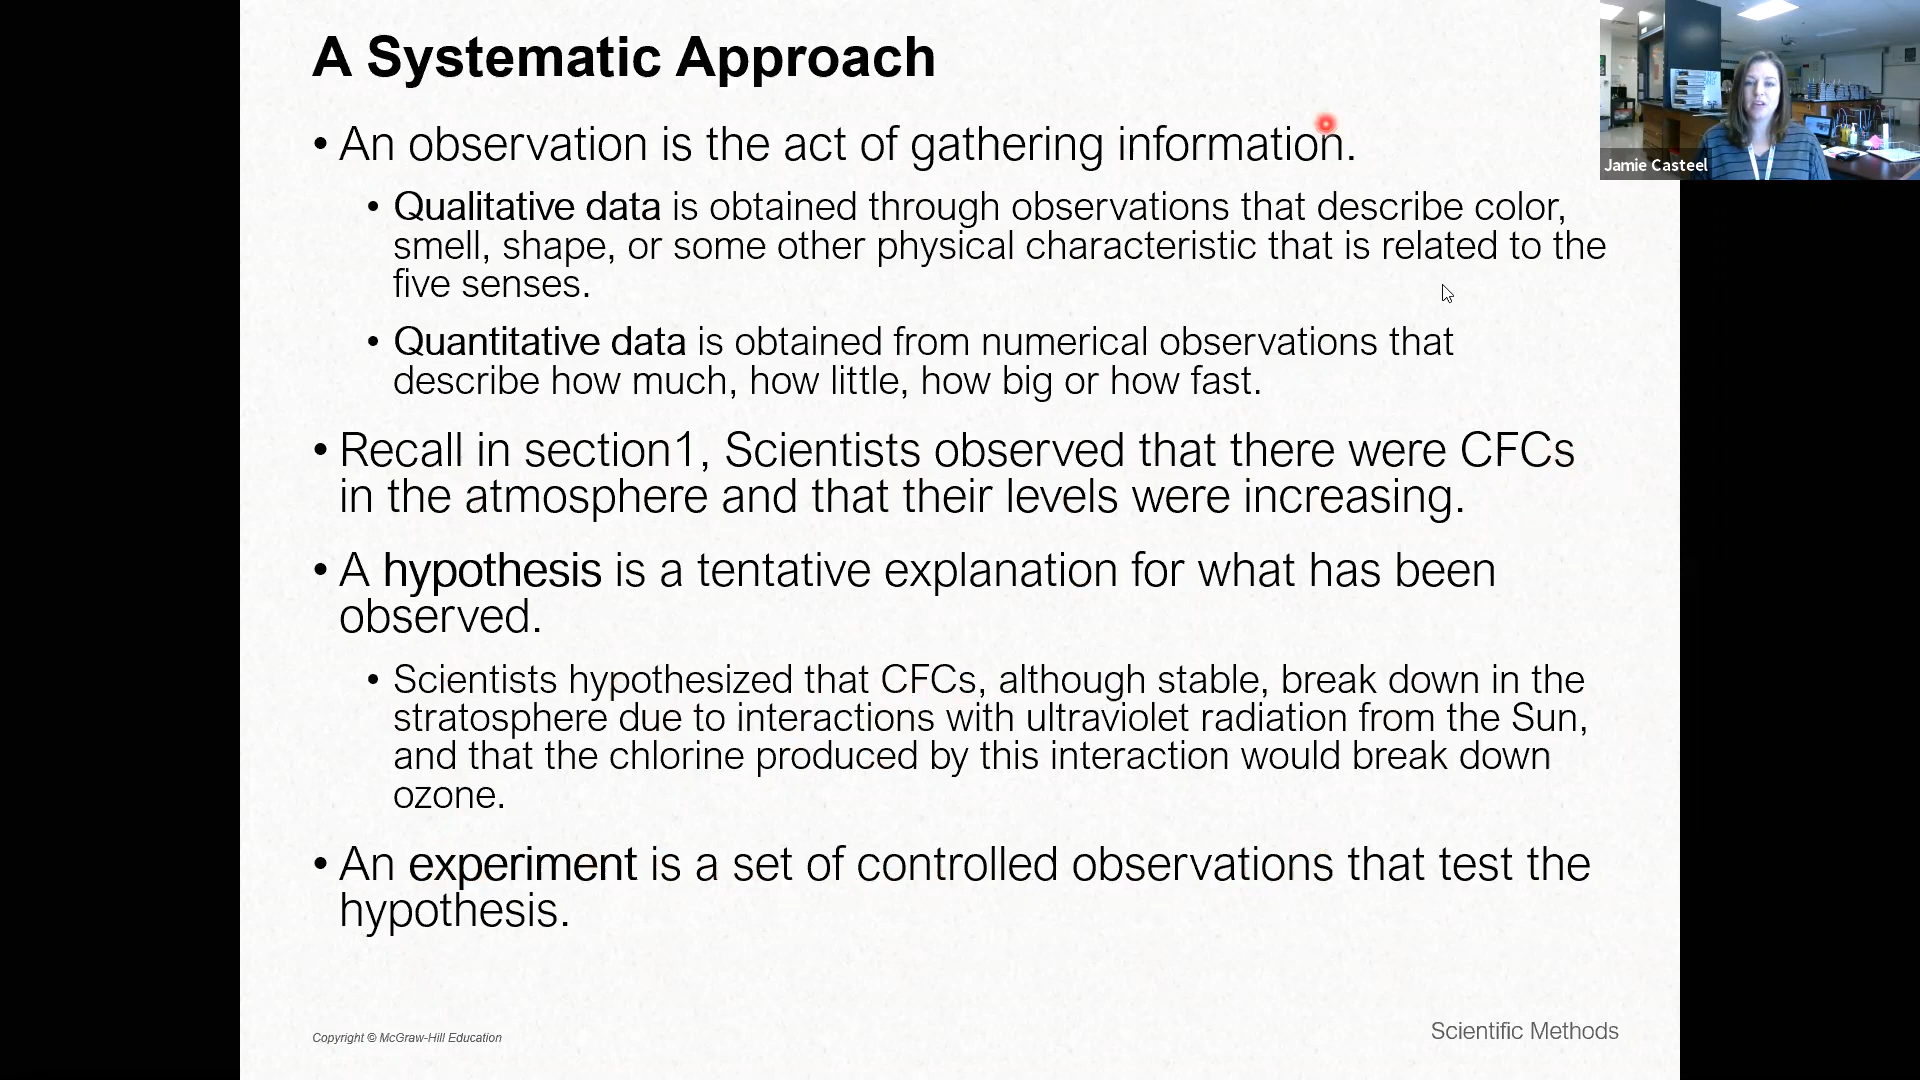 A Systematic Approach
• An observation is the act of gathering information.
• Qualitative data is obtained through observations that describe color,
smell, shape, or some other physical characteristic that is related to the
five senses.
• Quantitative data is obtained from numerical observations that
describe how much, how little, how big or how fast.
• Recall in section1, Scientists observed that there were CFCs
in the atmosphere and that their levels were increasing.
• A hypothesis is a tentative explanation for what has been
observed.
• Scientists hypothesized that CFCs, although stable, break down in the
stratosphere due to interactions with ultraviolet radiation from the Sun,
and that the chlorine produced by this interaction would break down
ozone.
• An experiment is a set of controlled observations that test the
hypothesis.
Copyright © McGraw-Hill Education
Scientific Methods
Jamie Casteel